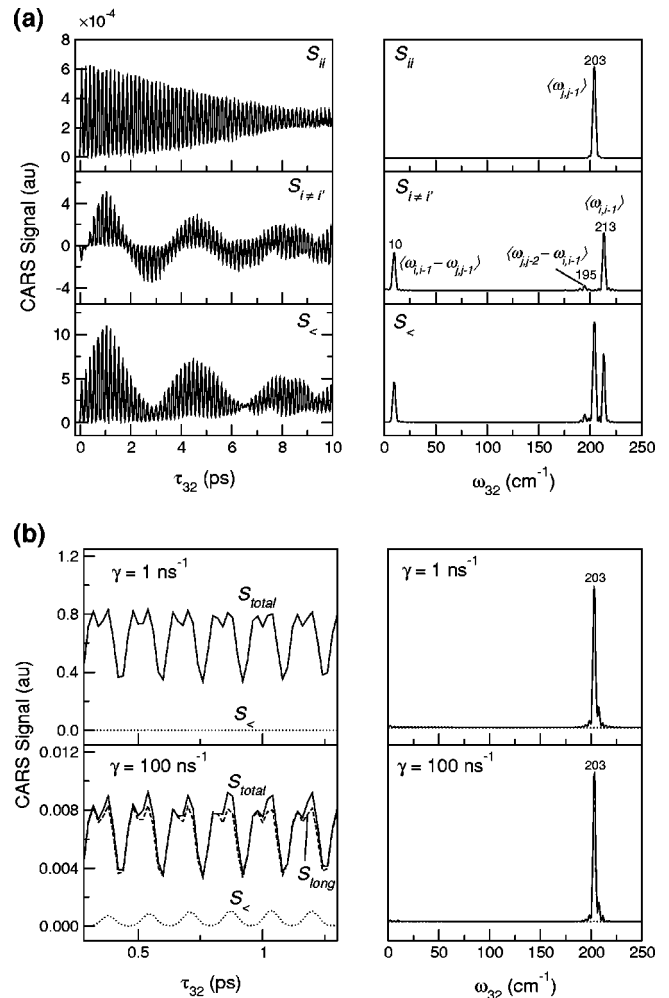 (a)
×10⁻⁴
8
6
4
2
0
S_ii
4
0
-4
S_i≠i'
10
5
0
S_<
0 2 4 6 8 10
CARS Signal (au)
τ₃₂ (ps)
S_ii
203
⟨ω_j,j-1⟩
S_i≠i'
⟨ω_i,i-1⟩
10
213
⟨ω_i,i-1 − ω_j,j-1⟩
⟨ω_j,j-2 − ω_i,i-1⟩
195
S_<
0 50 100 150 200 250
ω₃₂ (cm⁻¹)
(b)
1.2
0.8
0.4
0.0
γ = 1 ns⁻¹
S_total
S_<
0.012
0.008
0.004
0.000
γ = 100 ns⁻¹
S_total
S_long
S_<
0.5 1
CARS Signal (au)
τ₃₂ (ps)
γ = 1 ns⁻¹
203
γ = 100 ns⁻¹
203
0 50 100 150 200 250
ω₃₂ (cm⁻¹)